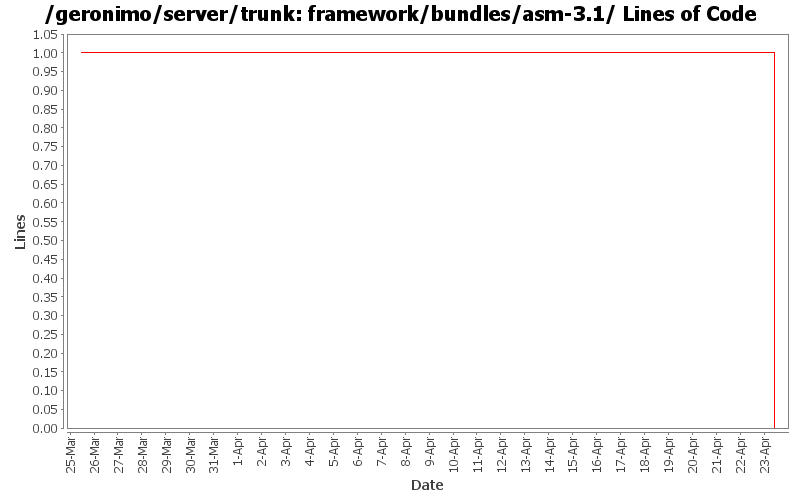 /geronimo/server/trunk: framework/bundles/asm-3.1/ Lines of Code
1.05
1.00
0.95
0.90
0.85
0.80
0.75
0.70
0.65
0.60
0.55
0.50
0.45
0.40
0.35
0.30
0.25
0.20
0.15
0.10
0.05
0.00
Lines
25-Mar
26-Mar
27-Mar
28-Mar
29-Mar
30-Mar
31-Mar
1-Apr
2-Apr
3-Apr
4-Apr
5-Apr
6-Apr
7-Apr
8-Apr
9-Apr
10-Apr
11-Apr
12-Apr
13-Apr
14-Apr
15-Apr
16-Apr
17-Apr
18-Apr
19-Apr
20-Apr
21-Apr
22-Apr
23-Apr
Date